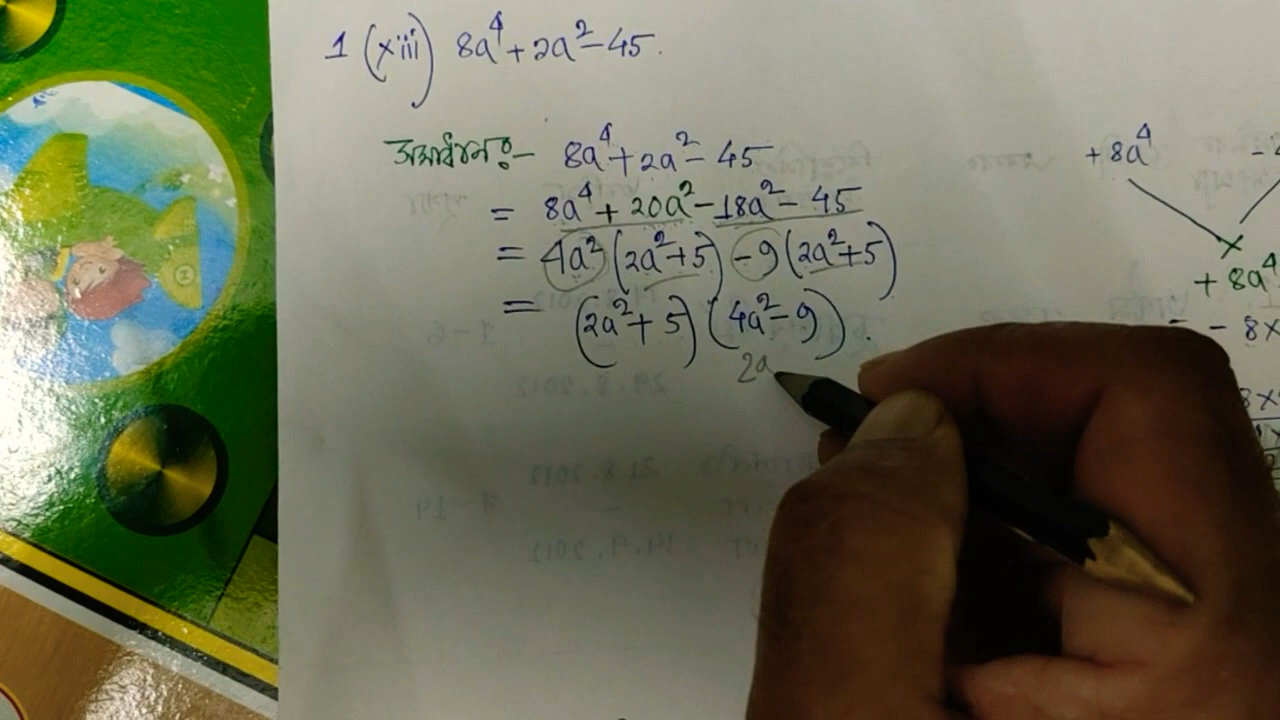 1 (xiii) 8a⁴+2a²-45.
সমাধান:- 8a⁴+2a²-45
= 8a⁴+20a²-18a²-45
= 4a²(2a²+5)-9(2a²+5)
= (2a²+5)(4a²-9).
2a
+8a⁴
+8a⁴